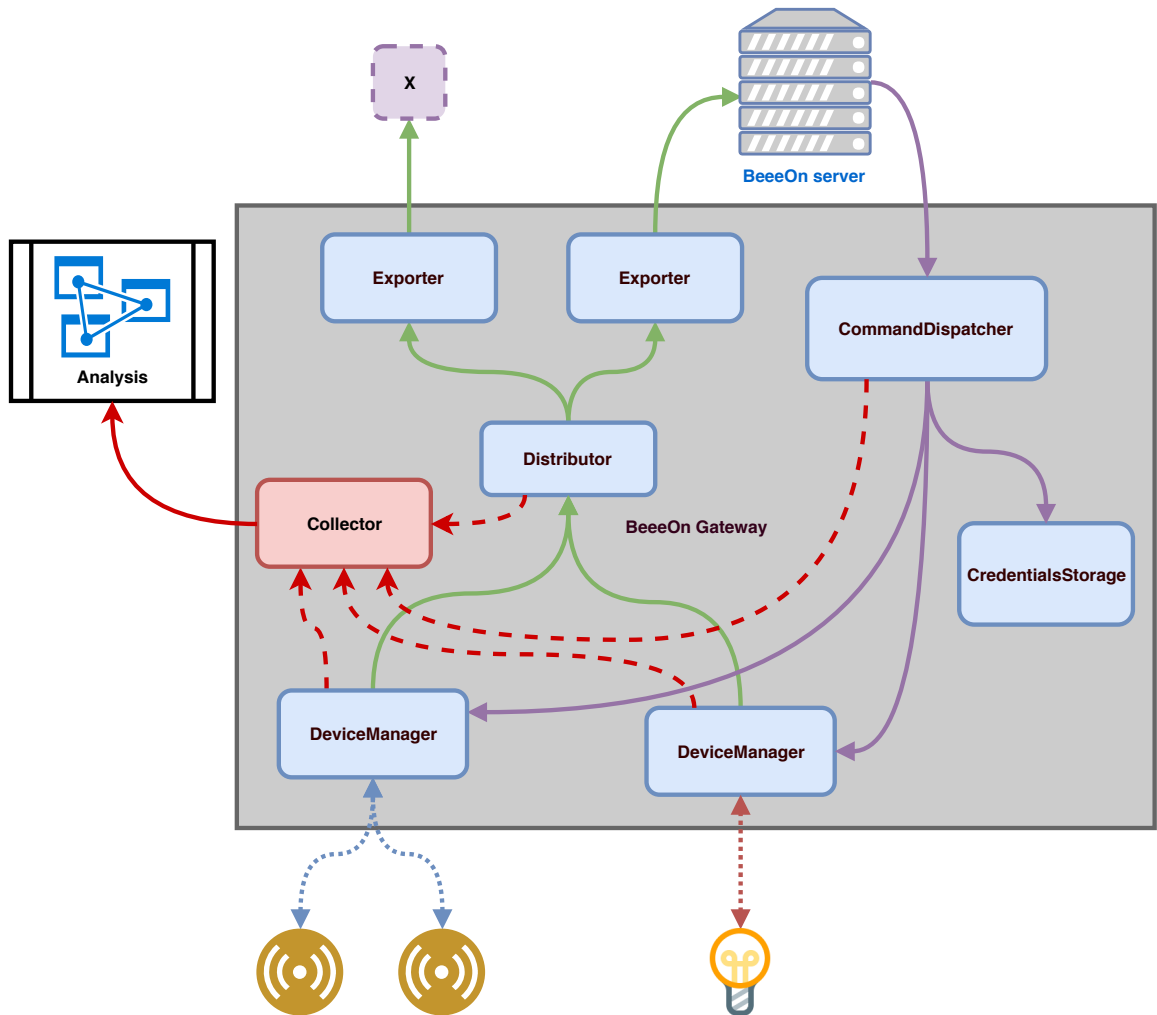 X
BeeeOn server
Exporter
Exporter
CommandDispatcher
Analysis
Distributor
Collector
BeeeOn Gateway
CredentialsStorage
DeviceManager
DeviceManager